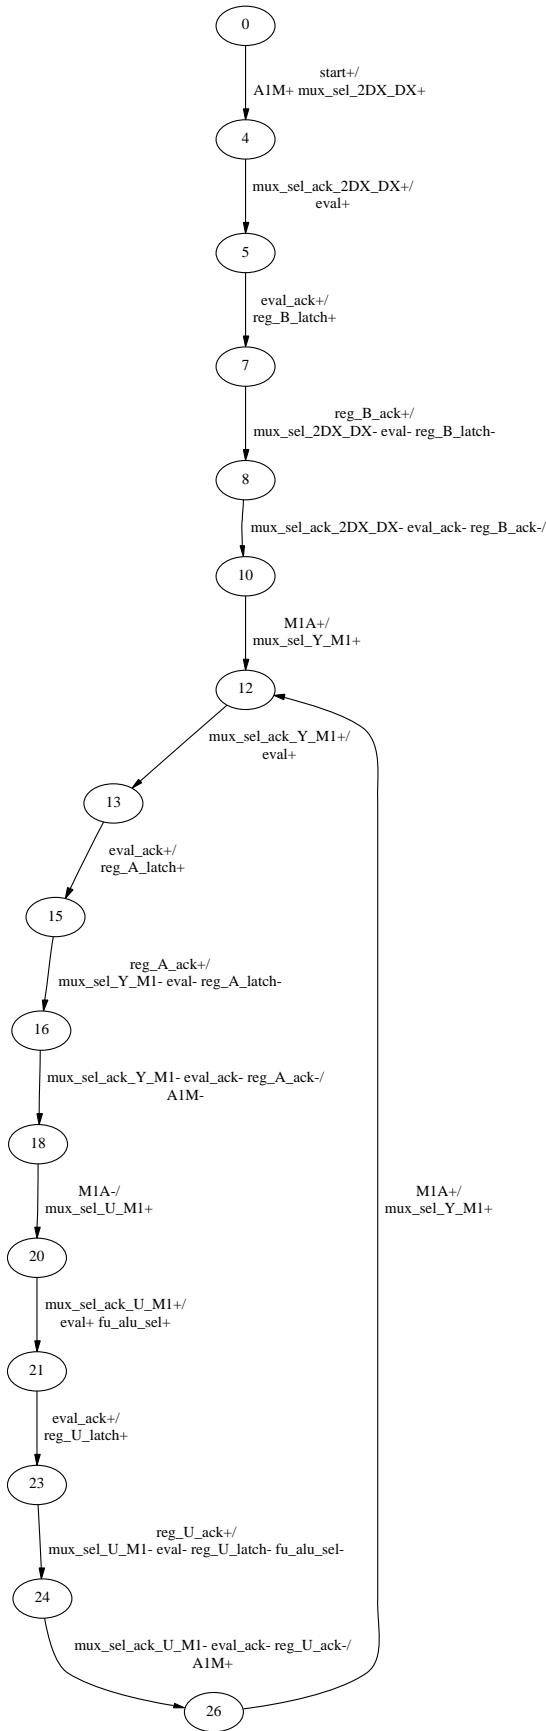 0
start+/
A1M+ mux_sel_2DX_DX+
4
mux_sel_ack_2DX_DX+/
eval+
5
eval_ack+/
reg_B_latch+
7
reg_B_ack+/
mux_sel_2DX_DX- eval- reg_B_latch-
8
mux_sel_ack_2DX_DX- eval_ack- reg_B_ack-/
10
M1A+/
mux_sel_Y_M1+
12
mux_sel_ack_Y_M1+/
eval+
13
eval_ack+/
reg_A_latch+
15
reg_A_ack+/
mux_sel_Y_M1- eval- reg_A_latch-
16
mux_sel_ack_Y_M1- eval_ack- reg_A_ack-/
A1M-
18
M1A-/
mux_sel_U_M1+
M1A+/
mux_sel_Y_M1+
20
mux_sel_ack_U_M1+/
eval+ fu_alu_sel+
21
eval_ack+/
reg_U_latch+
23
reg_U_ack+/
mux_sel_U_M1- eval- reg_U_latch- fu_alu_sel-
24
mux_sel_ack_U_M1- eval_ack- reg_U_ack-/
A1M+
26